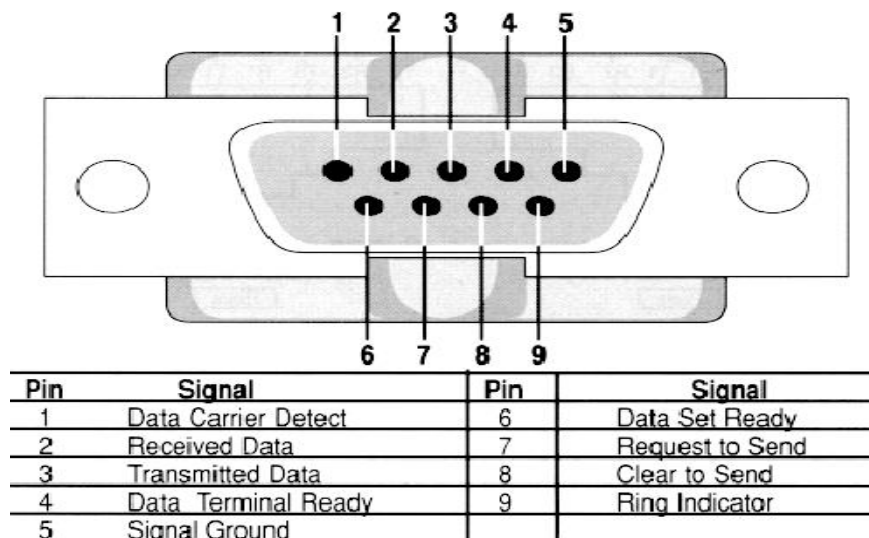 1 2 3 4 5
6 7 8 9
Pin Signal Pin Signal
1 Data Carrier Detect 6 Data Set Ready
2 Received Data 7 Request to Send
3 Transmitted Data 8 Clear to Send
4 Data Terminal Ready 9 Ring Indicator
5 Signal Ground